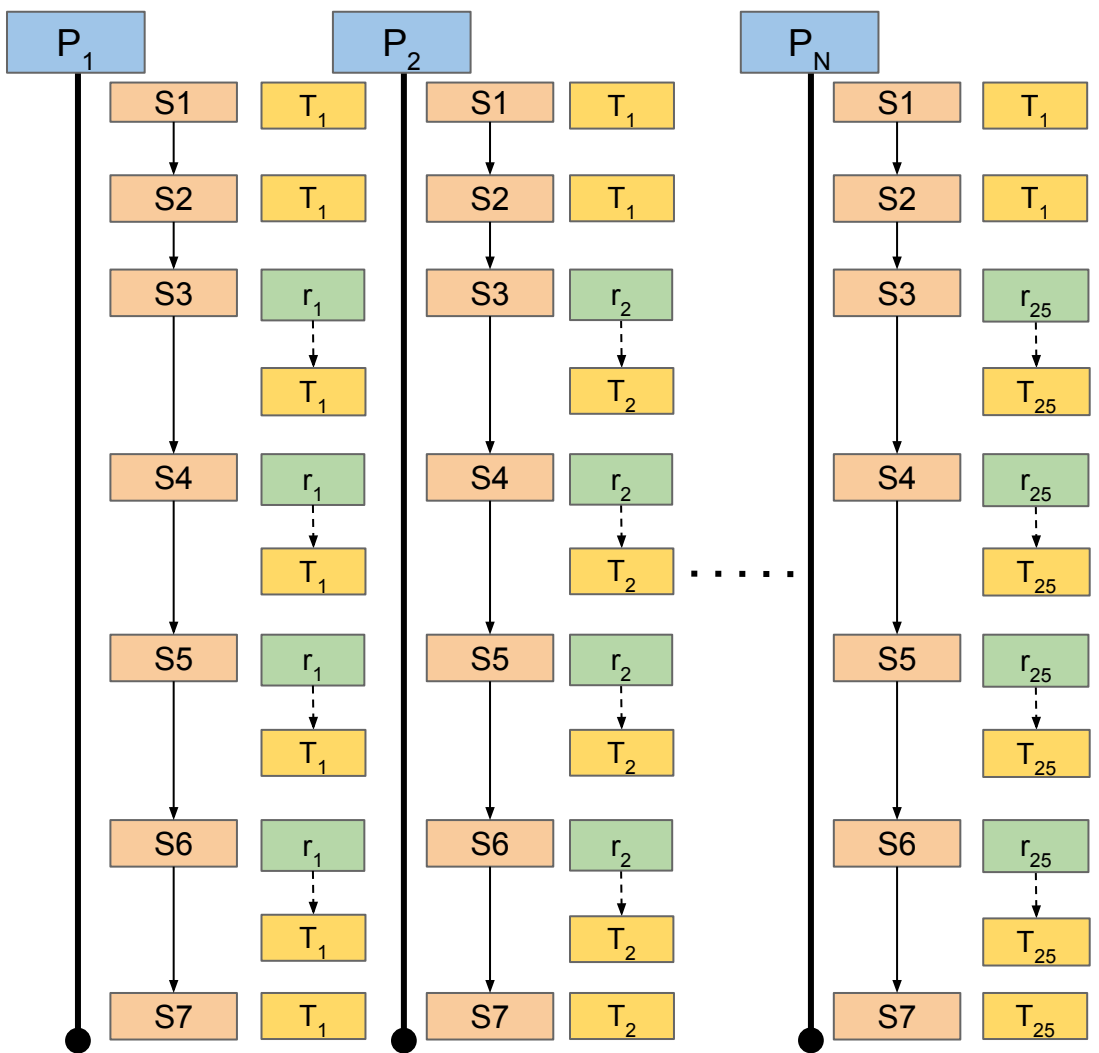 P1 P2 PN
S1 T1 S1 T1 S1 T1
S2 T1 S2 T1 S2 T1
S3 r1 S3 r2 S3 r25
T1 T2 T25
S4 r1 S4 r2 S4 r25
T1 T2 . . . . . T25
S5 r1 S5 r2 S5 r25
T1 T2 T25
S6 r1 S6 r2 S6 r25
T1 T2 T25
S7 T1 S7 T2 S7 T25